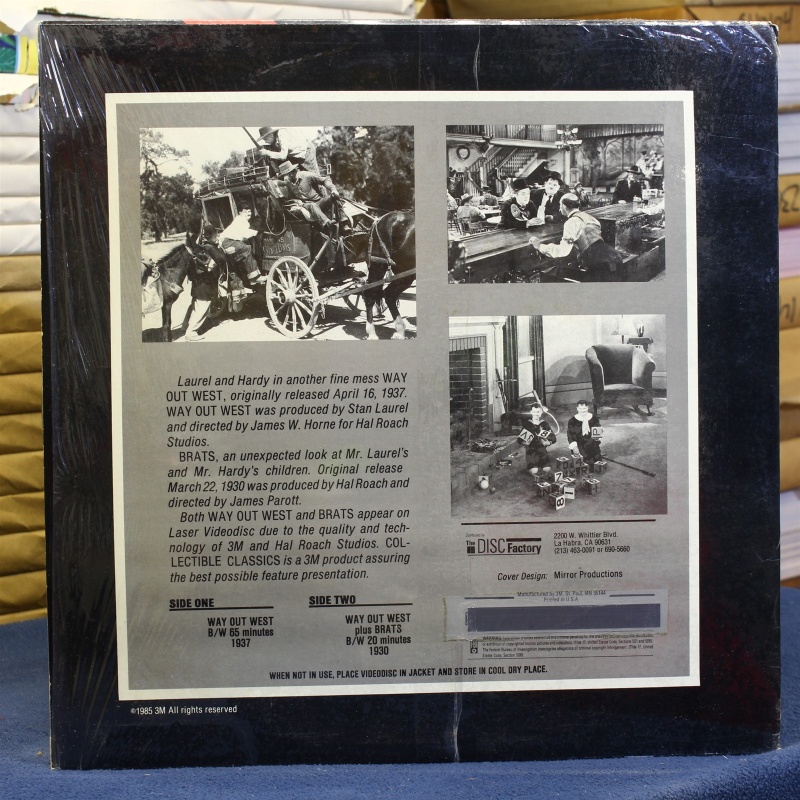 Laurel and Hardy in another fine mess WAY
OUT WEST, originally released April 16, 1937.
WAY OUT WEST was produced by Stan Laurel
and directed by James W. Horne for Hal Roach
Studios.
BRATS, an unexpected look at Mr. Laurel's
and Mr. Hardy's children. Original release
March 22, 1930 was produced by Hal Roach and
directed by James Parott.
Both WAY OUT WEST and BRATS appear on
Laser Videodisc due to the quality and tech-
nology of 3M and Hal Roach Studios. COL-
LECTIBLE CLASSICS is a 3M product assuring
the best possible feature presentation.
SIDE ONE
WAY OUT WEST
B/W 65 minutes
1937
SIDE TWO
WAY OUT WEST
plus BRATS
B/W 20 minutes
1930
The DISC Factory
2200 W. Whittier Blvd.
La Habra, CA 90631
(213) 463-0091 or 690-5660
Cover Design: Mirror Productions
Manufactured by 3M, St. Paul, MN 55144
Printed in U.S.A.
WHEN NOT IN USE, PLACE VIDEODISC IN JACKET AND STORE IN COOL DRY PLACE.
©1985 3M All rights reserved